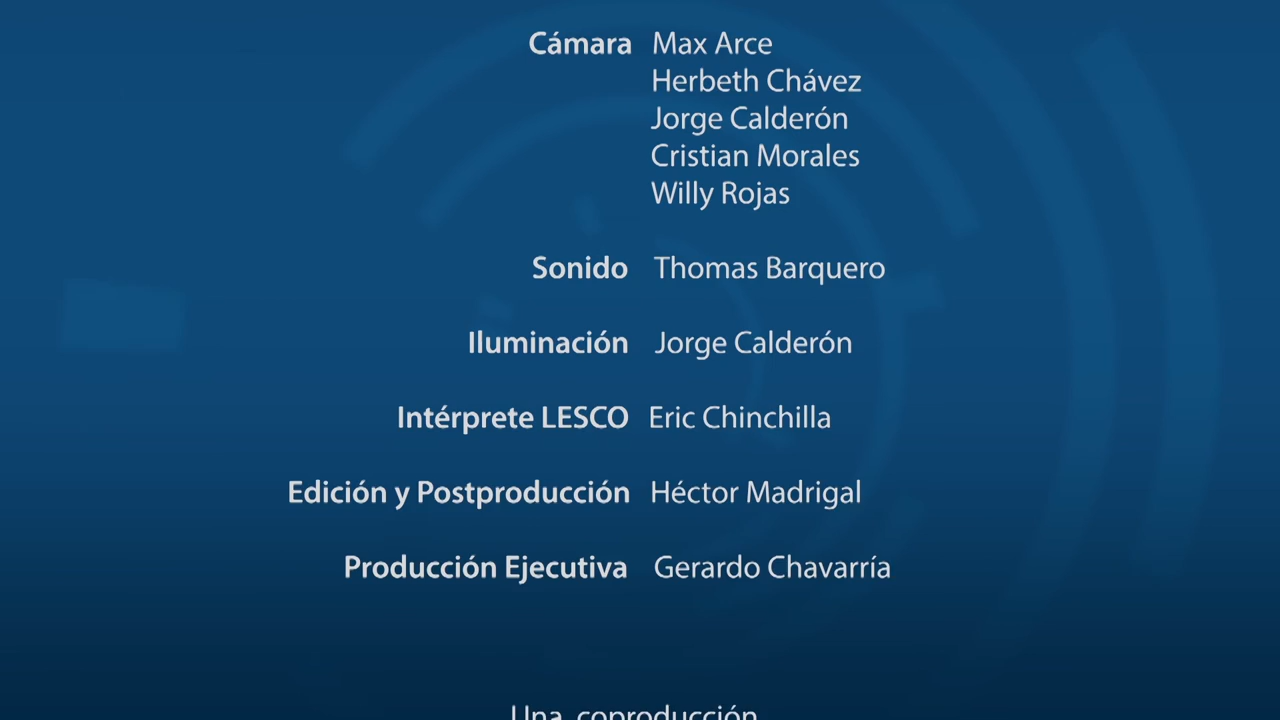 Cámara Max Arce
Herbeth Chávez
Jorge Calderón
Cristian Morales
Willy Rojas
Sonido Thomas Barquero
Iluminación Jorge Calderón
Intérprete LESCO Eric Chinchilla
Edición y Postproducción Héctor Madrigal
Producción Ejecutiva Gerardo Chavarría
Una coproducción